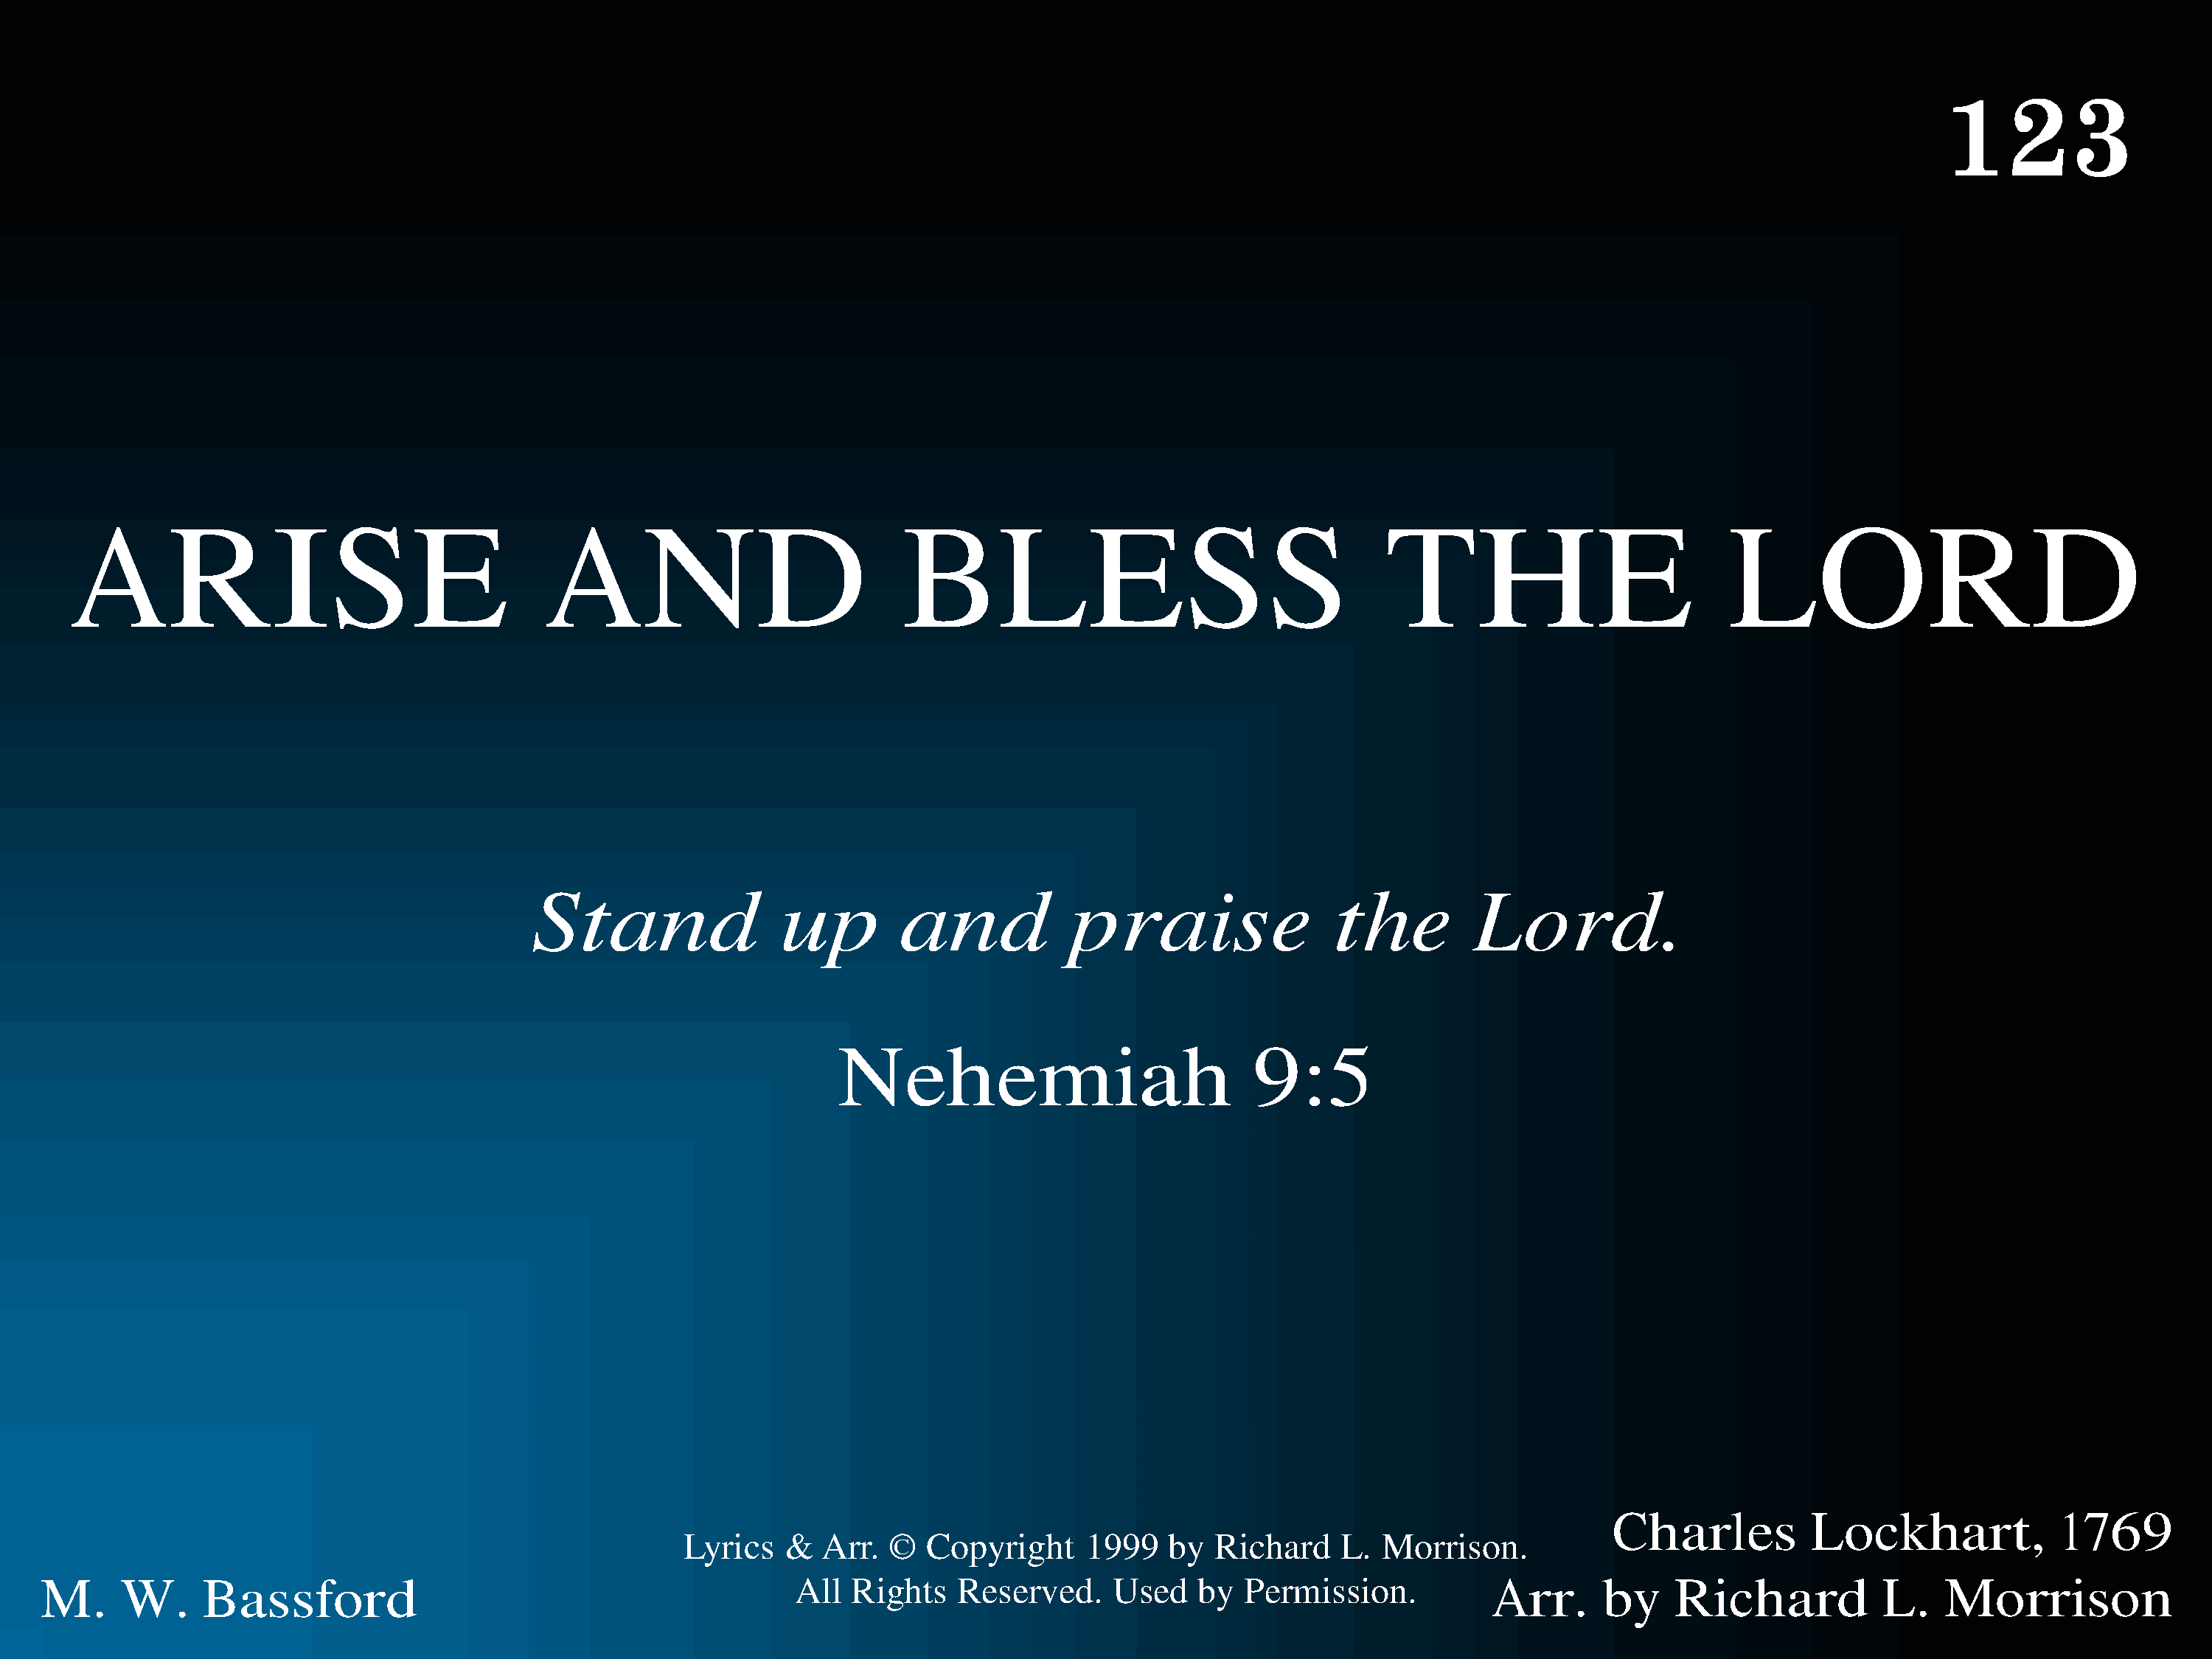 123
ARISE AND BLESS THE LORD
Stand up and praise the Lord.
Nehemiah 9:5
M. W. Bassford
Lyrics & Arr. © Copyright 1999 by Richard L. Morrison.
All Rights Reserved. Used by Permission.
Charles Lockhart, 1769
Arr. by Richard L. Morrison